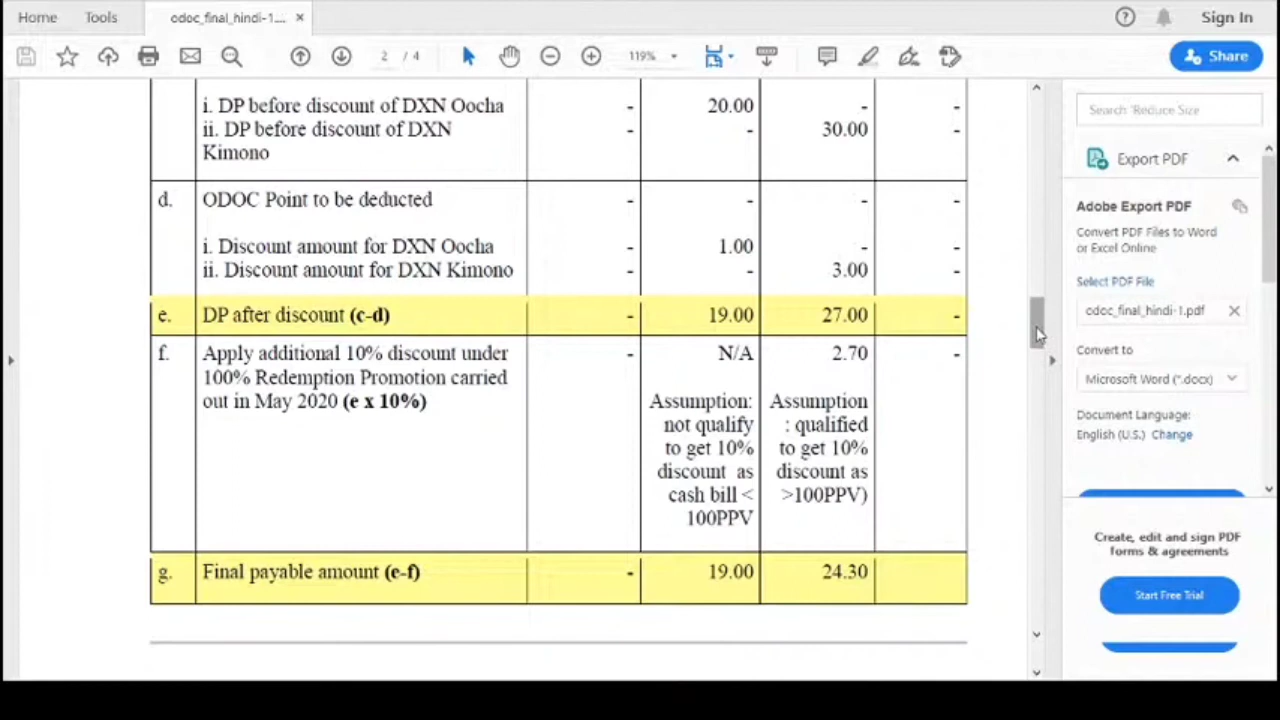 Home Tools odoc_final_hindi-1.... × Sign In
2 / 4 119% Share
i. DP before discount of DXN Oocha - 20.00 - -
ii. DP before discount of DXN - - 30.00 -
Kimono
d. ODOC Point to be deducted - - - -
i. Discount amount for DXN Oocha - 1.00 - -
ii. Discount amount for DXN Kimono - - 3.00 -
e. DP after discount (c-d) - 19.00 27.00 -
f. Apply additional 10% discount under - N/A 2.70 -
100% Redemption Promotion carried
out in May 2020 (e x 10%)
Assumption:
not qualify
to get 10%
discount as
cash bill <
100PPV
Assumption
: qualified
to get 10%
discount as
>100PPV)
g. Final payable amount (e-f) - 19.00 24.30
Search 'Reduce Size
Export PDF
Adobe Export PDF
Convert PDF Files to Word
or Excel Online
Select PDF File
odoc_final_hindi-1.pdf ×
Convert to
Microsoft Word (*.docx)
Document Language:
English (U.S.) Change
Create, edit and sign PDF
forms & agreements
Start Free Trial